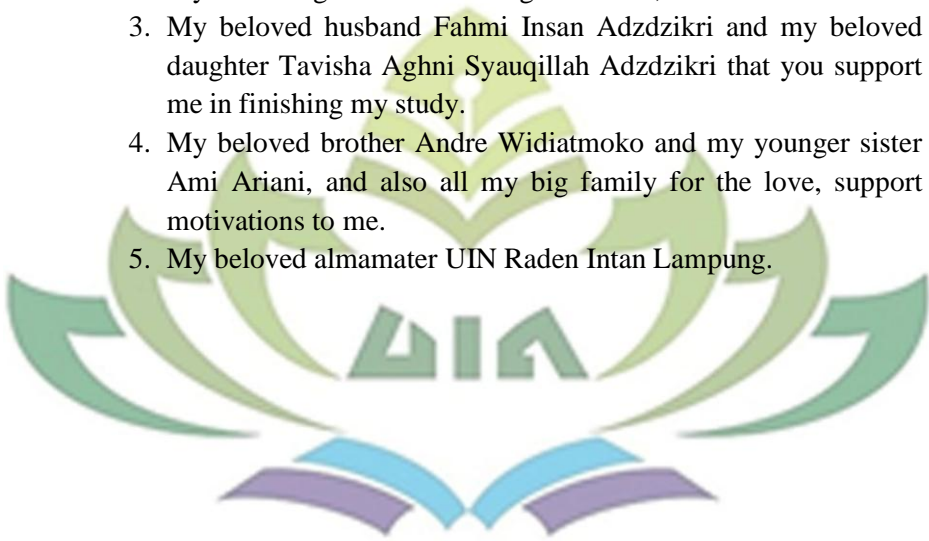 3. My beloved husband Fahmi Insan Adzdzikri and my beloved
daughter Tavisha Aghni Syauqillah Adzdzikri that you support
me in finishing my study.
4. My beloved brother Andre Widiatmoko and my younger sister
Ami Ariani, and also all my big family for the love, support
motivations to me.
5. My beloved almamater UIN Raden Intan Lampung.
UIN